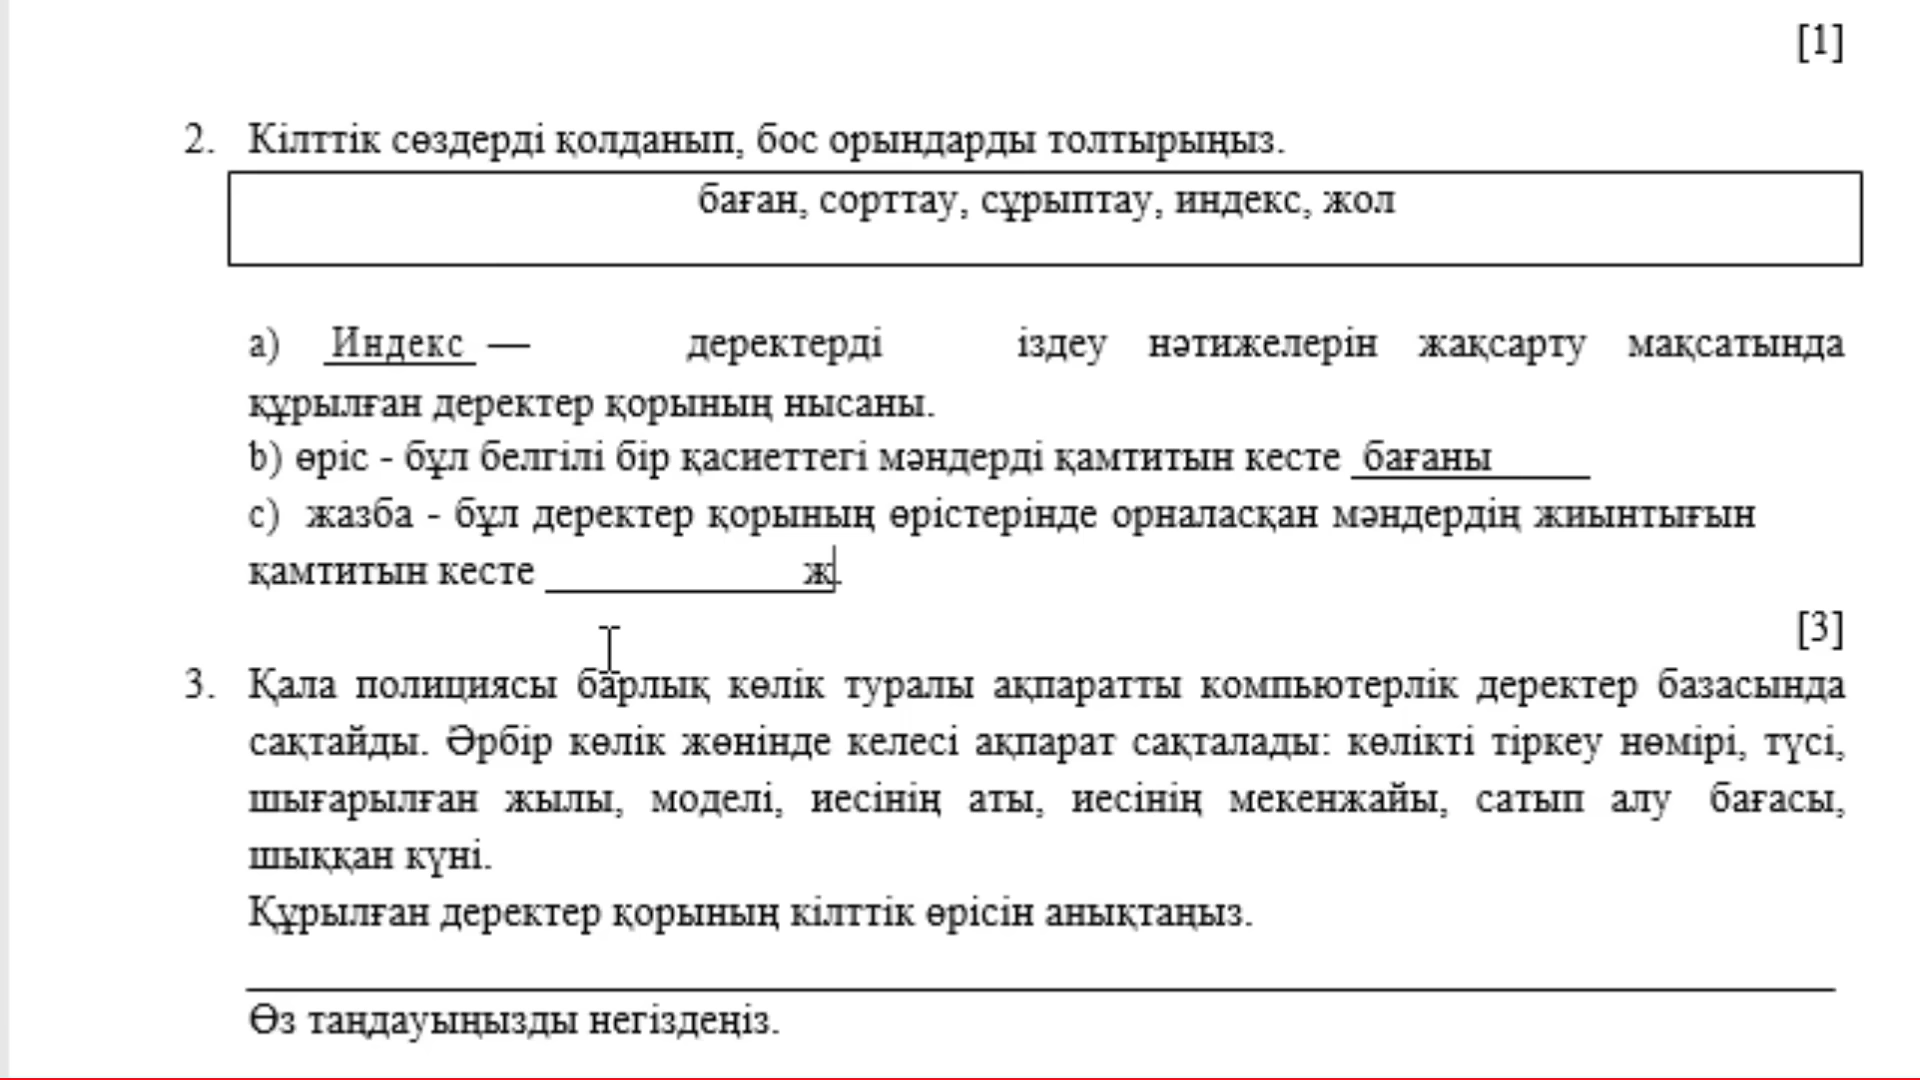 [1]
2. Кілттік сөздерді қолданып, бос орындарды толтырыңыз.
баған, сорттау, сұрыптау, индекс, жол
a) Индекс — деректерді іздеу нәтижелерін жақсарту мақсатында
құрылған деректер қорының нысаны.
b) өріс - бұл белгілі бір қасиеттегі мәндерді қамтитын кесте бағаны
c) жазба - бұл деректер қорының өрістерінде орналасқан мәндердің жиынтығын
қамтитын кесте ____________ж.
[3]
3. Қала полициясы барлық көлік туралы ақпаратты компьютерлік деректер базасында
сақтайды. Әрбір көлік жөнінде келесі ақпарат сақталады: көлікті тіркеу нөмірі, түсі,
шығарылған жылы, моделі, иесінің аты, иесінің мекенжайы, сатып алу бағасы,
шыққан күні.
Құрылған деректер қорының кілттік өрісін анықтаңыз.
Өз таңдауыңызды негіздеңіз.